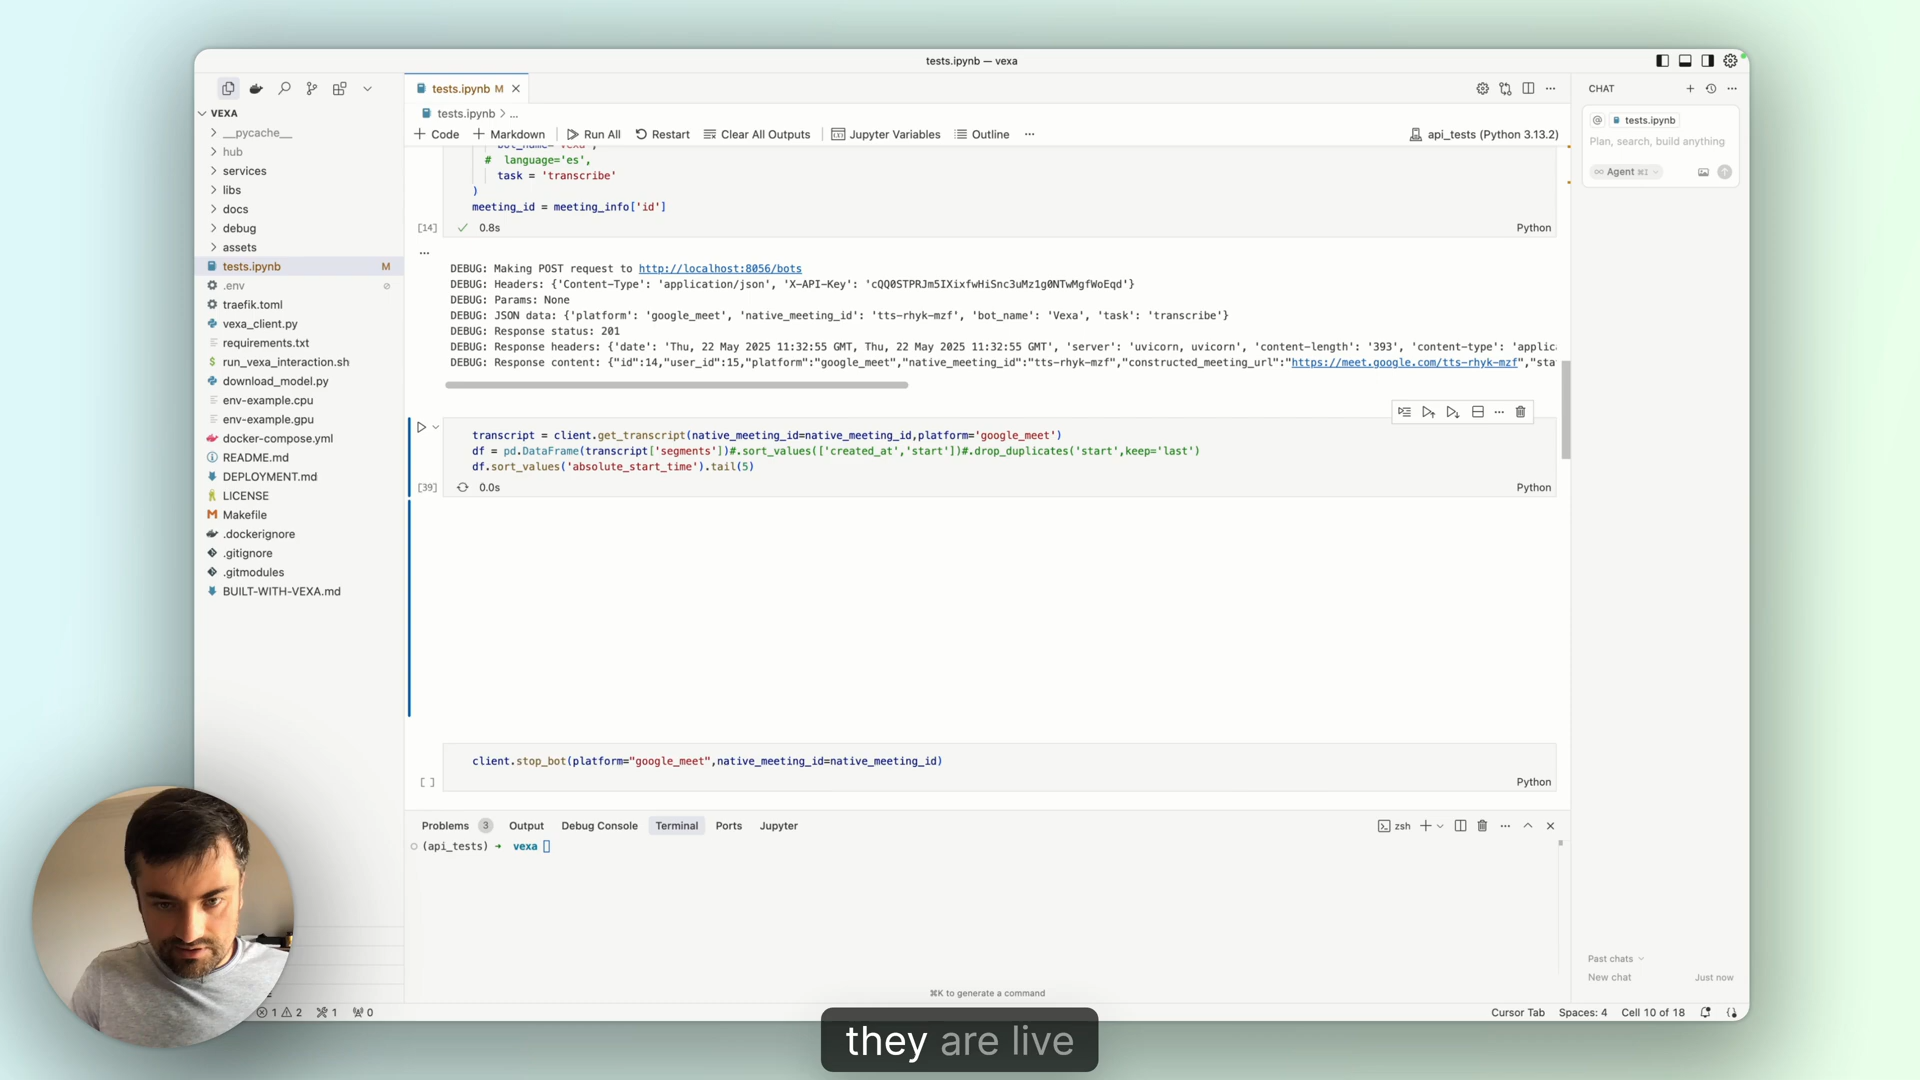 tests.ipynb — vexa
tests.ipynb M
CHAT
VEXA
tests.ipynb > ...
tests.ipynb
__pycache__
Code
Markdown
Run All
Restart
Clear All Outputs
Jupyter Variables
Outline
api_tests (Python 3.13.2)
Plan, search, build anything
Agent ⌘I
hub
services
libs
docs
debug
assets
tests.ipynb M
.env
traefik.toml
vexa_client.py
requirements.txt
run_vexa_interaction.sh
download_model.py
env-example.cpu
env-example.gpu
docker-compose.yml
README.md
DEPLOYMENT.md
LICENSE
Makefile
.dockerignore
.gitignore
.gitmodules
BUILT-WITH-VEXA.md
# language='es',
task = 'transcribe'
)
meeting_id = meeting_info['id']
[14] 0.8s Python
...
DEBUG: Making POST request to http://localhost:8056/bots
DEBUG: Headers: {'Content-Type': 'application/json', 'X-API-Key': 'cQQ0STPRJm5IXixfwHiSnc3uMz1g0NTwMgfWoEqd'}
DEBUG: Params: None
DEBUG: JSON data: {'platform': 'google_meet', 'native_meeting_id': 'tts-rhyk-mzf', 'bot_name': 'Vexa', 'task': 'transcribe'}
DEBUG: Response status: 201
DEBUG: Response headers: {'date': 'Thu, 22 May 2025 11:32:55 GMT, Thu, 22 May 2025 11:32:55 GMT', 'server': 'uvicorn, uvicorn', 'content-length': '393', 'content-type': 'applic
DEBUG: Response content: {"id":14,"user_id":15,"platform":"google_meet","native_meeting_id":"tts-rhyk-mzf","constructed_meeting_url":"https://meet.google.com/tts-rhyk-mzf","sta
transcript = client.get_transcript(native_meeting_id=native_meeting_id,platform='google_meet')
df = pd.DataFrame(transcript['segments'])#.sort_values(['created_at','start'])#.drop_duplicates('start',keep='last')
df.sort_values('absolute_start_time').tail(5)
[39] 0.0s Python
client.stop_bot(platform="google_meet",native_meeting_id=native_meeting_id)
[ ] Python
Problems 3 Output Debug Console Terminal Ports Jupyter
zsh
(api_tests) → vexa
⌘K to generate a command
Past chats
New chat Just now
1 2 1 0
Cursor Tab Spaces: 4 Cell 10 of 18
they are live